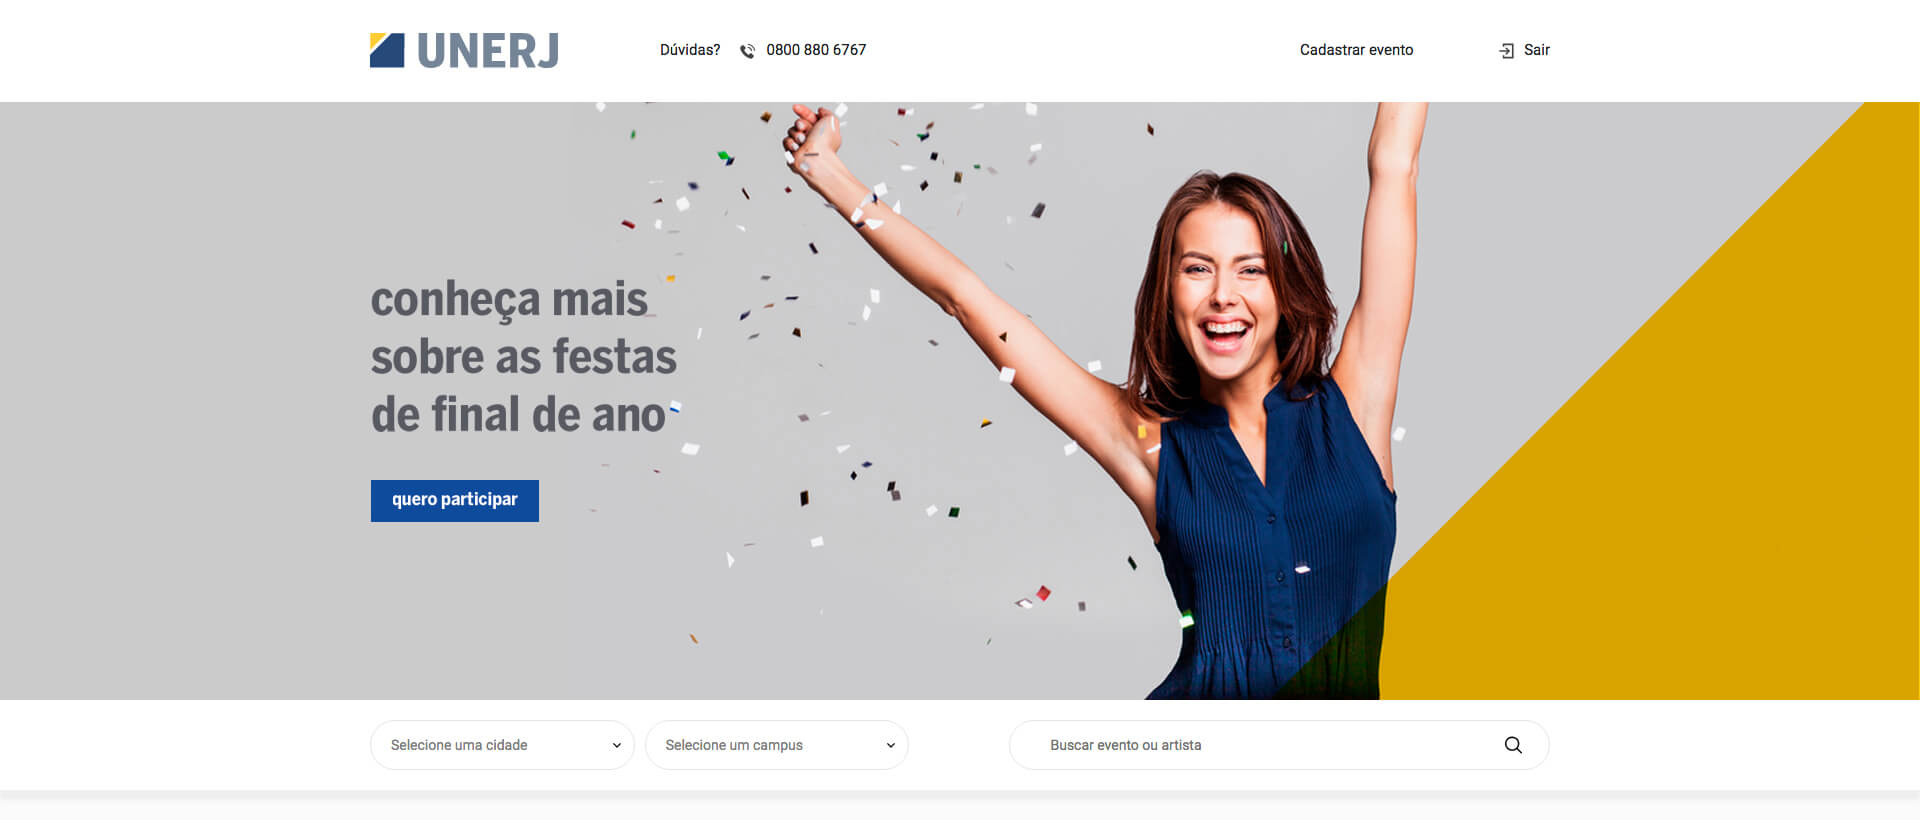 UNERJ
Dúvidas? 0800 880 6767
Cadastrar evento
Sair
conheça mais
sobre as festas
de final de ano
quero participar
Selecione uma cidade
Selecione um campus
Buscar evento ou artista